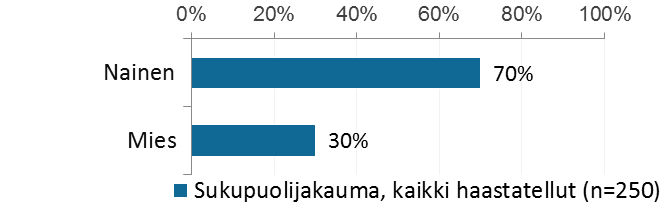 0% 20% 40% 60% 80% 100%
Nainen 70%
Mies 30%
Sukupuolijakauma, kaikki haastatellut (n=250)